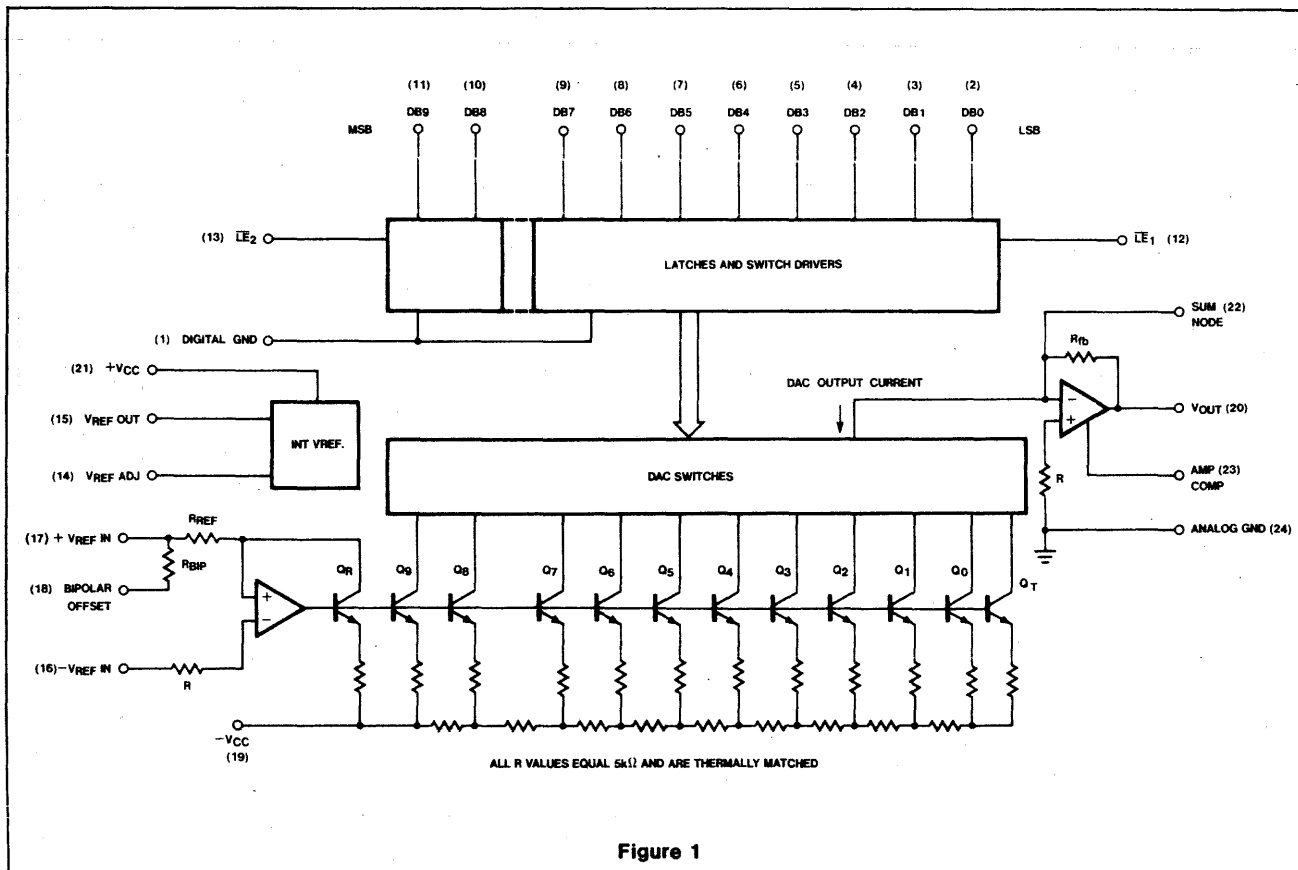 (11) (10) (9) (8) (7) (6) (5) (4) (3) (2)
MSB DB9 DB8 DB7 DB6 DB5 DB4 DB3 DB2 DB1 DB0 LSB
(13) LE2
LATCHES AND SWITCH DRIVERS
LE1 (12)
SUM (22)
NODE
(1) DIGITAL GND
Rfb
(21) +VCC
DAC OUTPUT CURRENT
(15) VREF OUT
INT VREF.
VOUT (20)
(14) VREF ADJ
DAC SWITCHES
R
AMP (23)
COMP
ANALOG GND (24)
(17) + VREF IN
RREF
RBIP
(18) BIPOLAR
OFFSET
QR Q9 Q8 Q7 Q6 Q5 Q4 Q3 Q2 Q1 Q0 QT
(16) -VREF IN
R
-VCC
(19)
ALL R VALUES EQUAL 5kΩ AND ARE THERMALLY MATCHED
Figure 1